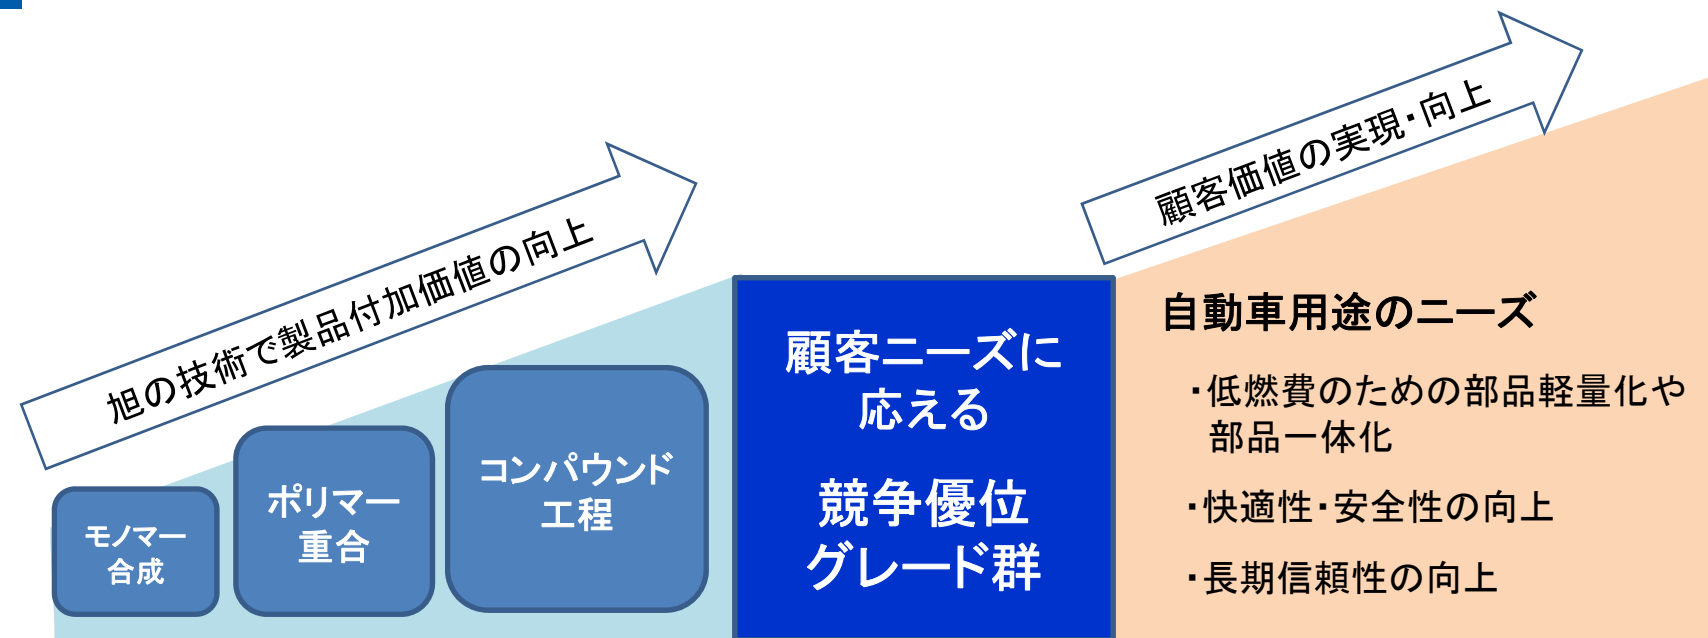 旭の技術で製品付加価値の向上
モノマー
合成
ポリマー
重合
コンパウンド
工程
顧客ニーズに
応える
競争優位
グレード群
顧客価値の実現・向上
自動車用途のニーズ
・低燃費のための部品軽量化や
部品一体化
・快適性・安全性の向上
・長期信頼性の向上